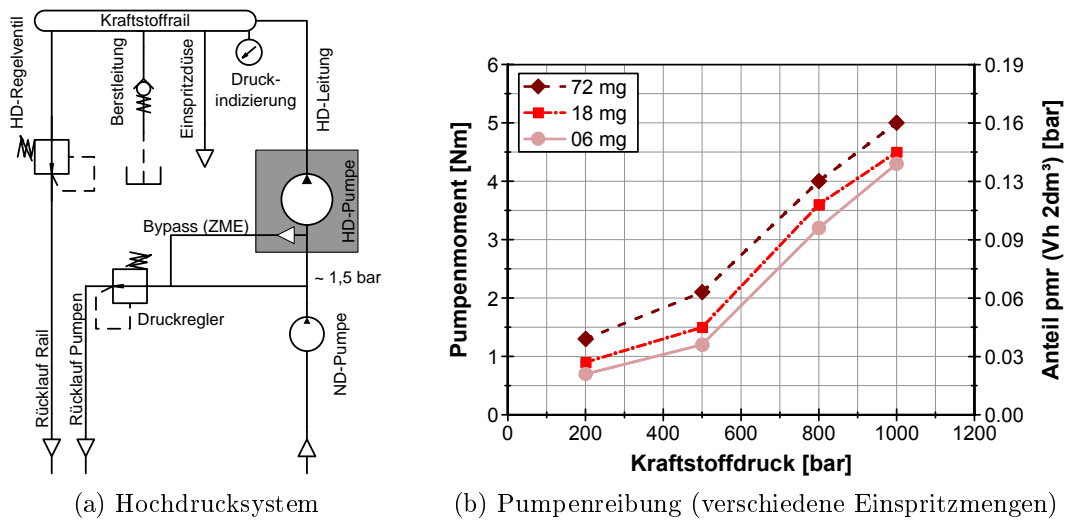 Kraftstoffrail
HD-Regelventil
Berstleitung
Einspritzdüse
Druck-
indizierung
HD-Leitung
HD-Pumpe
Bypass (ZME)
~ 1,5 bar
Druckregler
ND-Pumpe
Rücklauf Rail
Rücklauf Pumpen
(a) Hochdrucksystem
72 mg
18 mg
06 mg
Pumpenmoment [Nm]
6
5
4
3
2
1
0
0 200 400 600 800 1000 1200
Kraftstoffdruck [bar]
0.19
0.16
0.13
0.09
0.06
0.03
0.00
Anteil pmr (Vh 2dm³) [bar]
(b) Pumpenreibung (verschiedene Einspritzmengen)